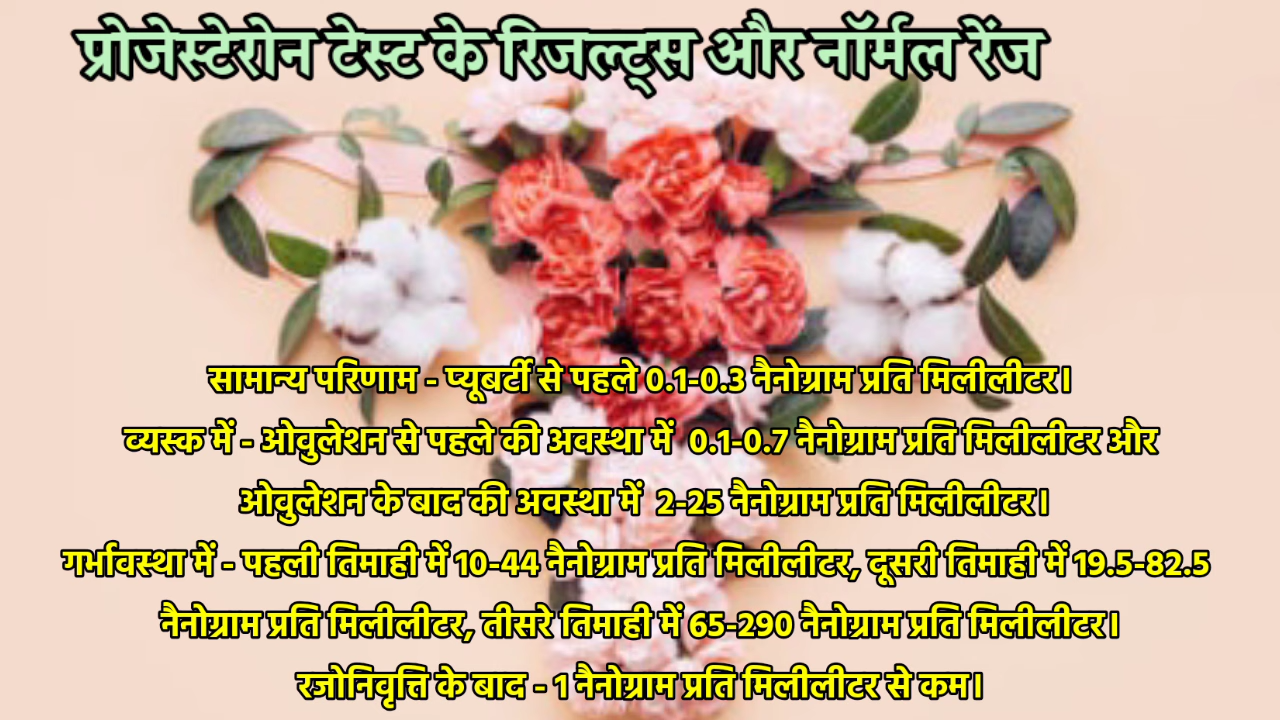 प्रोजेस्टेरोन टेस्ट के रिजल्ट्स और नॉर्मल रेंज
सामान्य परिणाम - प्यूबर्टी से पहले 0.1-0.3 नैनोग्राम प्रति मिलीलीटर।
व्यस्क में - ओवुलेशन से पहले की अवस्था में 0.1-0.7 नैनोग्राम प्रति मिलीलीटर और
ओवुलेशन के बाद की अवस्था में 2-25 नैनोग्राम प्रति मिलीलीटर।
गर्भावस्था में - पहली तिमाही में 10-44 नैनोग्राम प्रति मिलीलीटर, दूसरी तिमाही में 19.5-82.5
नैनोग्राम प्रति मिलीलीटर, तीसरे तिमाही में 65-290 नैनोग्राम प्रति मिलीलीटर।
रजोनिवृत्ति के बाद - 1 नैनोग्राम प्रति मिलीलीटर से कम।